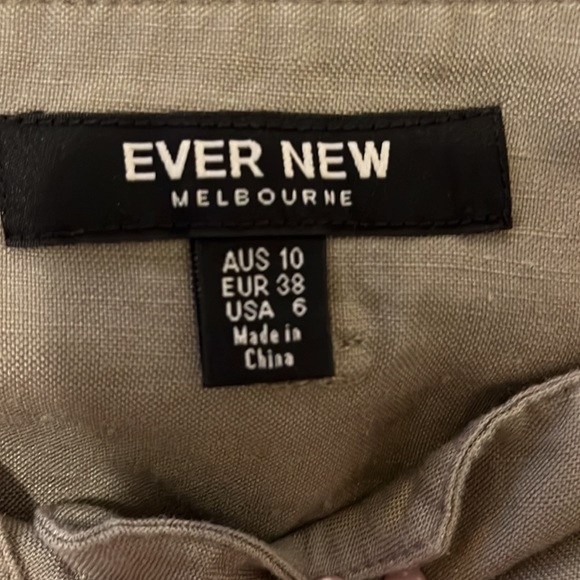 EVER NEW
MELBOURNE
AUS 10
EUR 38
USA 6
Made in
China